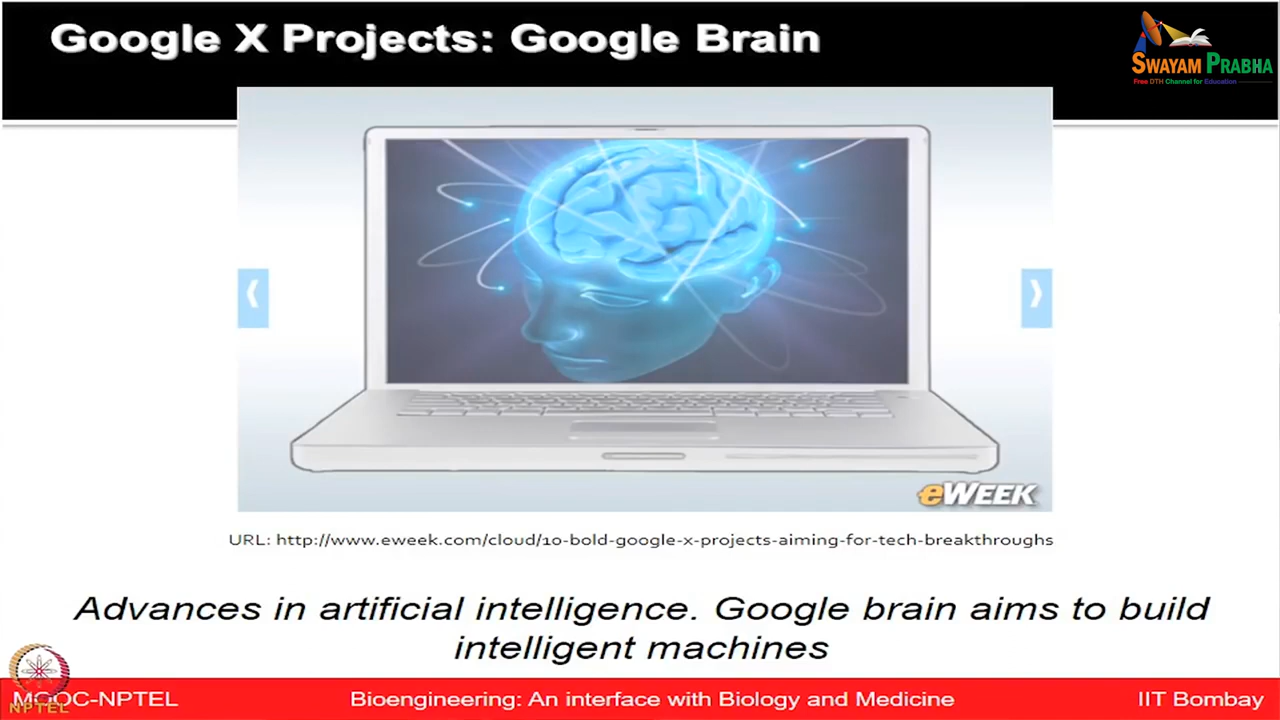 Google X Projects: Google Brain
SWAYAM PRABHA
Free DTH Channel for Education
eWEEK
URL: http://www.eweek.com/cloud/10-bold-google-x-projects-aiming-for-tech-breakthroughs
Advances in artificial intelligence. Google brain aims to build
intelligent machines
MOOC-NPTEL Bioengineering: An interface with Biology and Medicine IIT Bombay
NPTEL